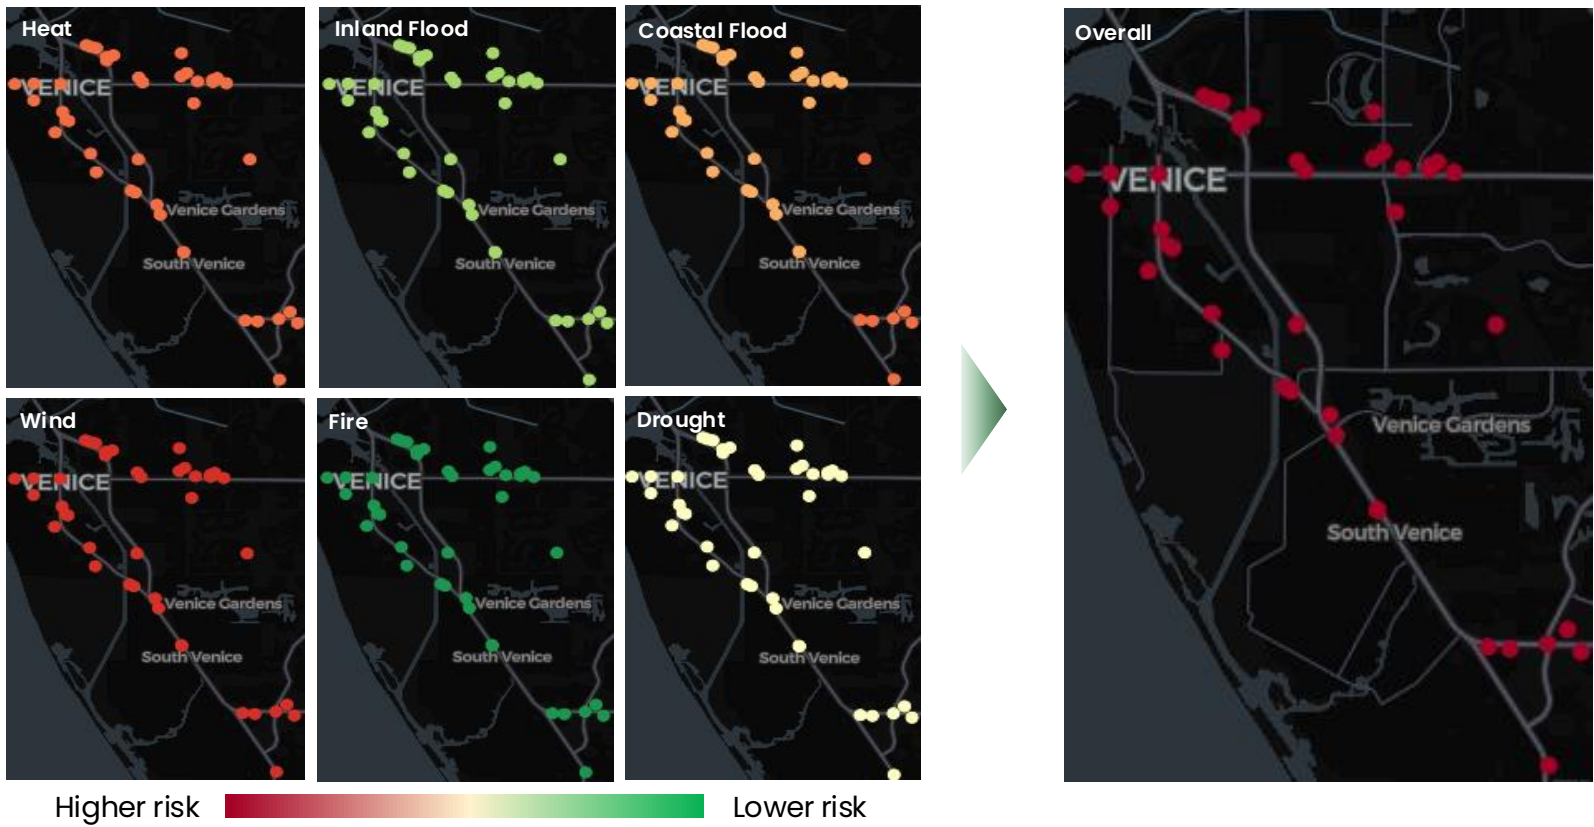 Heat
VENICE
Venice Gardens
South Venice
Inland Flood
VENICE
Venice Gardens
South Venice
Coastal Flood
VENICE
Venice Gardens
South Venice
Wind
VENICE
Venice Gardens
South Venice
Fire
VENICE
Venice Gardens
South Venice
Drought
VENICE
Venice Gardens
South Venice
Overall
VENICE
Venice Gardens
South Venice
Higher risk
Lower risk